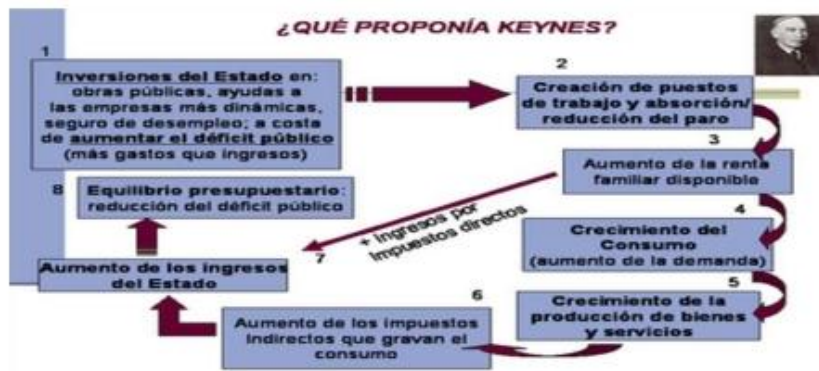 ¿QUÉ PROPONÍA KEYNES?
1
Inversiones del Estado en:
obras públicas, ayudas a
las empresas más dinámicas,
seguro de desempleo; a costa
de aumentar el déficit público
(más gastos que ingresos)
2
Creación de puestos
de trabajo y absorción/
reducción del paro
3
Aumento de la renta
familiar disponible
4
Crecimiento del
Consumo
(aumento de la demanda)
5
Crecimiento de la
producción de bienes
y servicios
6
Aumento de los impuestos
Indirectos que gravan el
consumo
+ ingresos por
impuestos directos
7
Aumento de los ingresos
del Estado
8
Equilibrio presupuestario:
reducción del déficit público